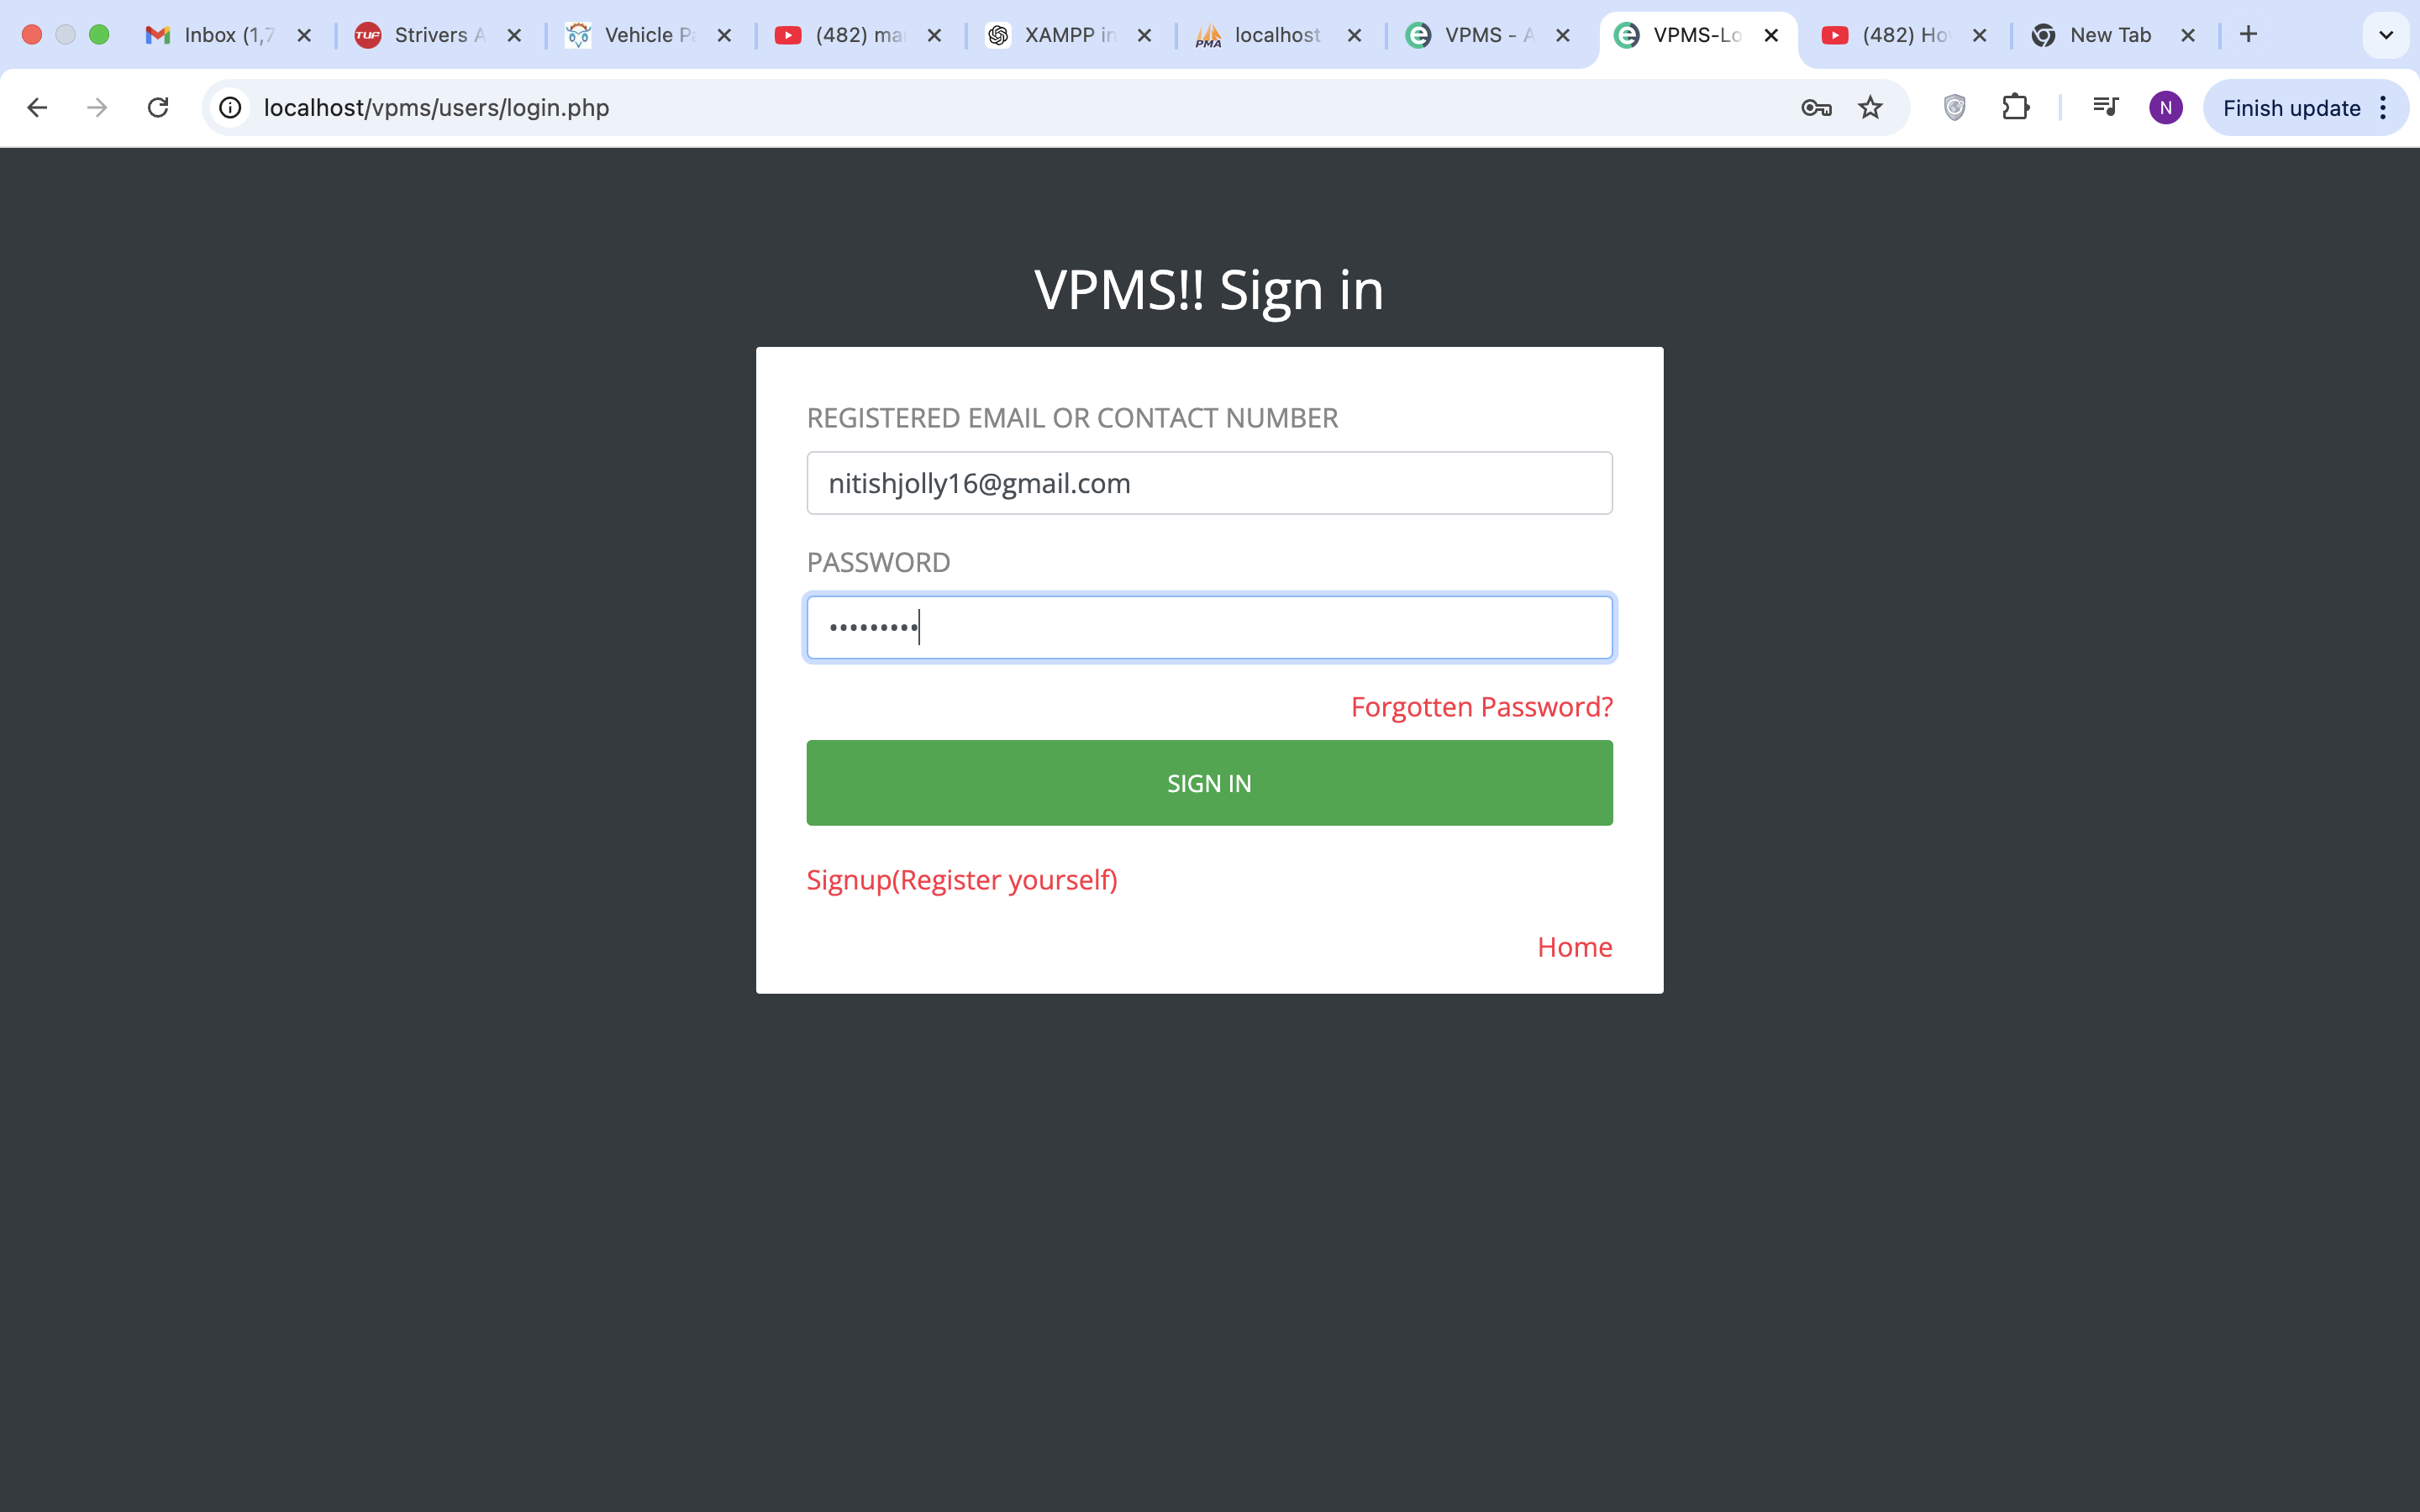 Inbox (1,7
Strivers A
Vehicle Pa
(482) ma
XAMPP in
localhost
VPMS - A
VPMS-Lo
(482) Ho
New Tab
localhost/vpms/users/login.php
N
Finish update
VPMS!! Sign in
REGISTERED EMAIL OR CONTACT NUMBER
nitishjolly16@gmail.com
PASSWORD
•••••••••
Forgotten Password?
SIGN IN
Signup(Register yourself)
Home